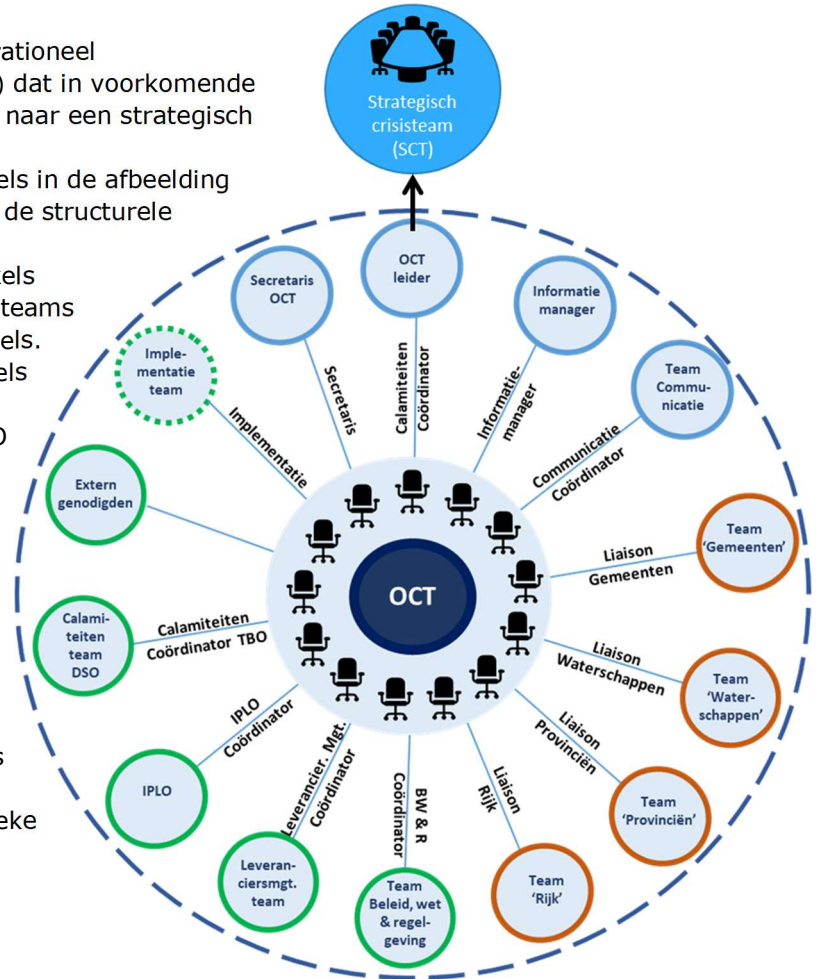 rationeel
) dat in voorkomende
naar een strategisch
els in de afbeelding
de structurele
kels
teams
els.
els
O
s
eke
Strategisch
crisisteam
(SCT)
OCT
leider
Secretaris
OCT
Informatie
manager
Imple-
mentatie
team
Team
Commu-
nicatie
Extern
genodigden
Team
‘Gemeenten’
Calami-
teiten
team
DSO
Team
‘Water-
schappen’
IPLO
Team
‘Provinciën’
Leveran-
ciersmgt.
team
Team
Beleid, wet
& regel-
geving
Team
‘Rijk’
Implementatie
Secretaris
Calamiteiten
Coördinator
Informatie-
manager
Communicatie
Coördinator
Liaison
Gemeenten
Liaison
Waterschappen
Liaison
Provinciën
Liaison
Rijk
BW & R
Coördinator
Leverancier. Mgt.
Coördinator
IPLO
Coördinator
Calamiteiten
Coördinator TBO
OCT